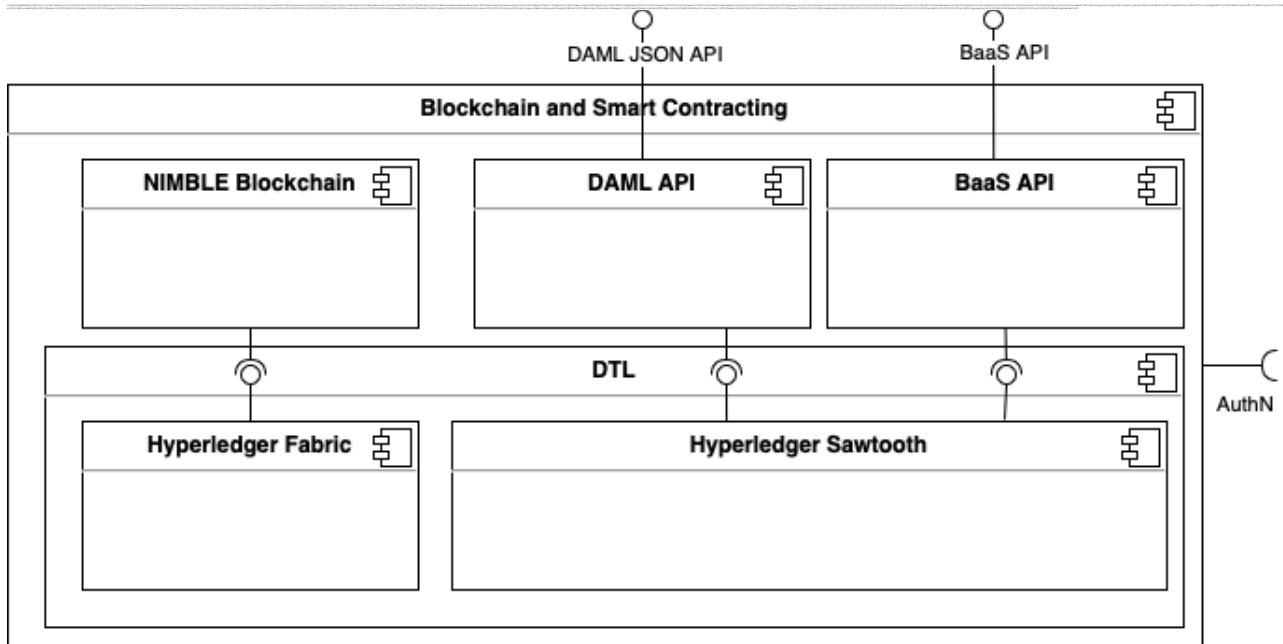 DAML JSON API
BaaS API
Blockchain and Smart Contracting
NIMBLE Blockchain
DAML API
BaaS API
DTL
AuthN
Hyperledger Fabric
Hyperledger Sawtooth